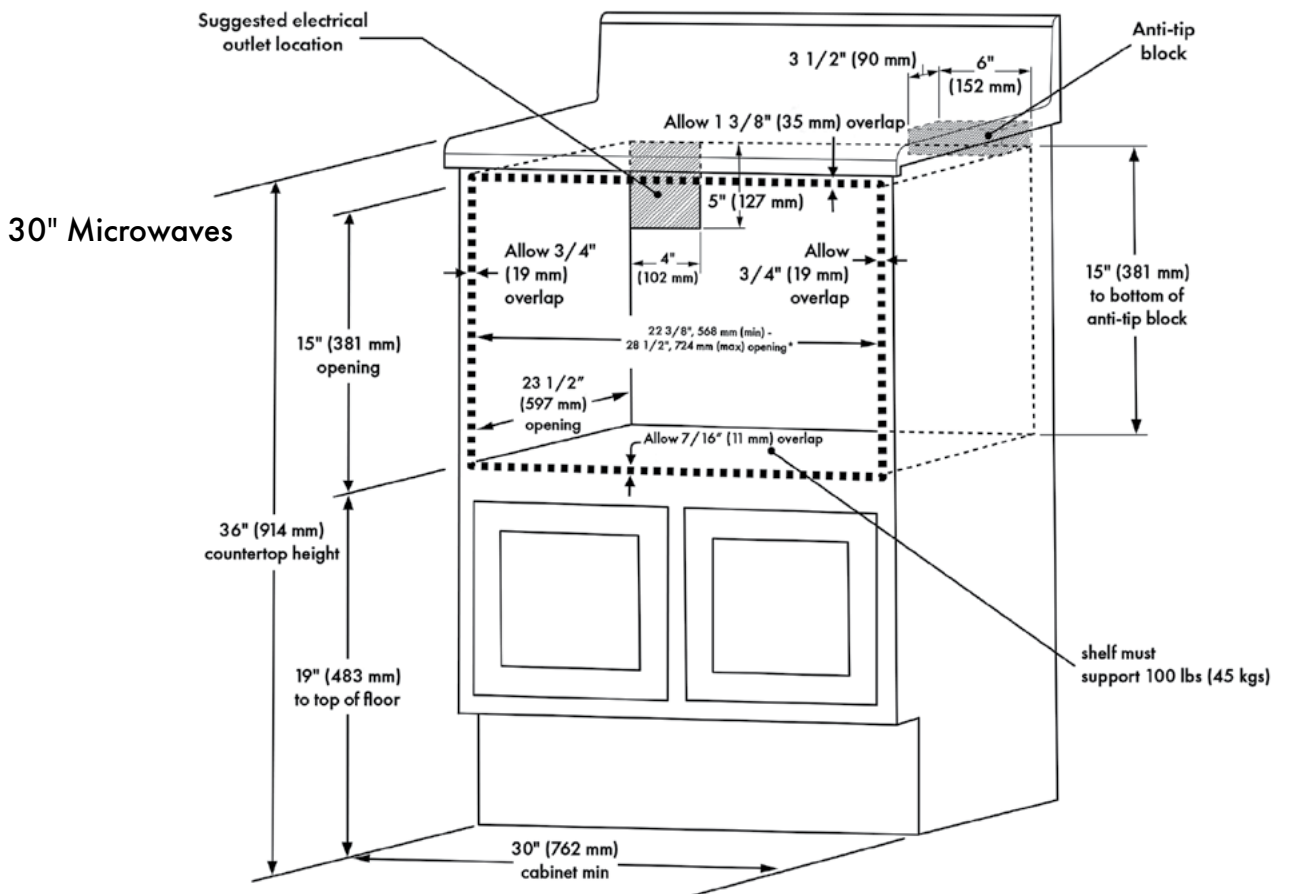 Suggested electrical
outlet location
Anti-tip
block
3 1/2" (90 mm)
6"
(152 mm)
Allow 1 3/8" (35 mm) overlap
5" (127 mm)
30" Microwaves
Allow 3/4"
(19 mm)
overlap
4"
(102 mm)
Allow
3/4" (19 mm)
overlap
15" (381 mm)
to bottom of
anti-tip block
15" (381 mm)
opening
22 3/8", 568 mm (min) -
28 1/2", 724 mm (max) opening*
23 1/2"
(597 mm)
opening
Allow 7/16" (11 mm) overlap
36" (914 mm)
countertop height
19" (483 mm)
to top of floor
shelf must
support 100 lbs (45 kgs)
30" (762 mm)
cabinet min